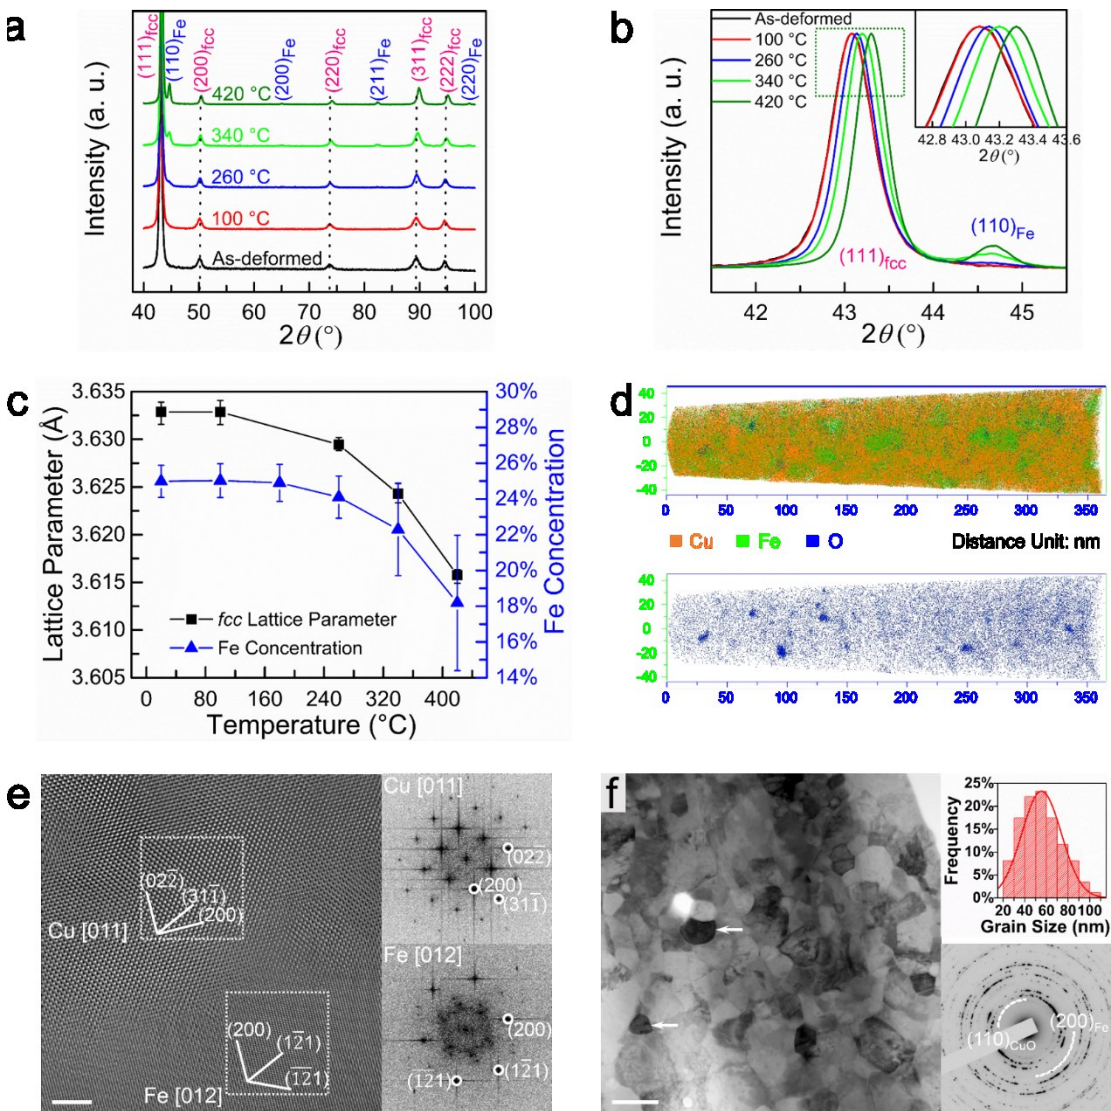 a
(111)fcc
(110)Fe
(200)fcc
(200)Fe
(220)fcc
(211)Fe
(311)fcc
(222)fcc
(220)Fe
420 °C
340 °C
260 °C
100 °C
As-deformed
Intensity (a. u.)
40 50 60 70 80 90 100
2θ (°)
b
As-deformed
100 °C
260 °C
340 °C
420 °C
42.8 43.0 43.2 43.4 43.6
2θ (°)
(110)Fe
(111)fcc
Intensity (a. u.)
42 43 44 45
2θ (°)
c
3.635
3.630
3.625
3.620
3.615
3.610
3.605
Lattice Parameter (Å)
30%
28%
26%
24%
22%
20%
18%
16%
14%
Fe Concentration
fcc Lattice Parameter
Fe Concentration
0 80 160 240 320 400
Temperature (°C)
d
40
20
0
-20
-40
0 50 100 150 200 250 300 350
Cu Fe O Distance Unit: nm
40
20
0
-20
-40
0 50 100 150 200 250 300 350
e
(022̅)
(311̅)
(200)
Cu [011]
(200)
(12̅1)
(1̅2̅1)
Fe [012]
Cu [011]
(022̅)
(200)
(311̅)
Fe [012]
(200)
(12̅1)
(1̅2̅1)
f
25%
20%
15%
10%
5%
0%
Frequency
20 40 60 80 100
Grain Size (nm)
(200)Fe
(110)CuO